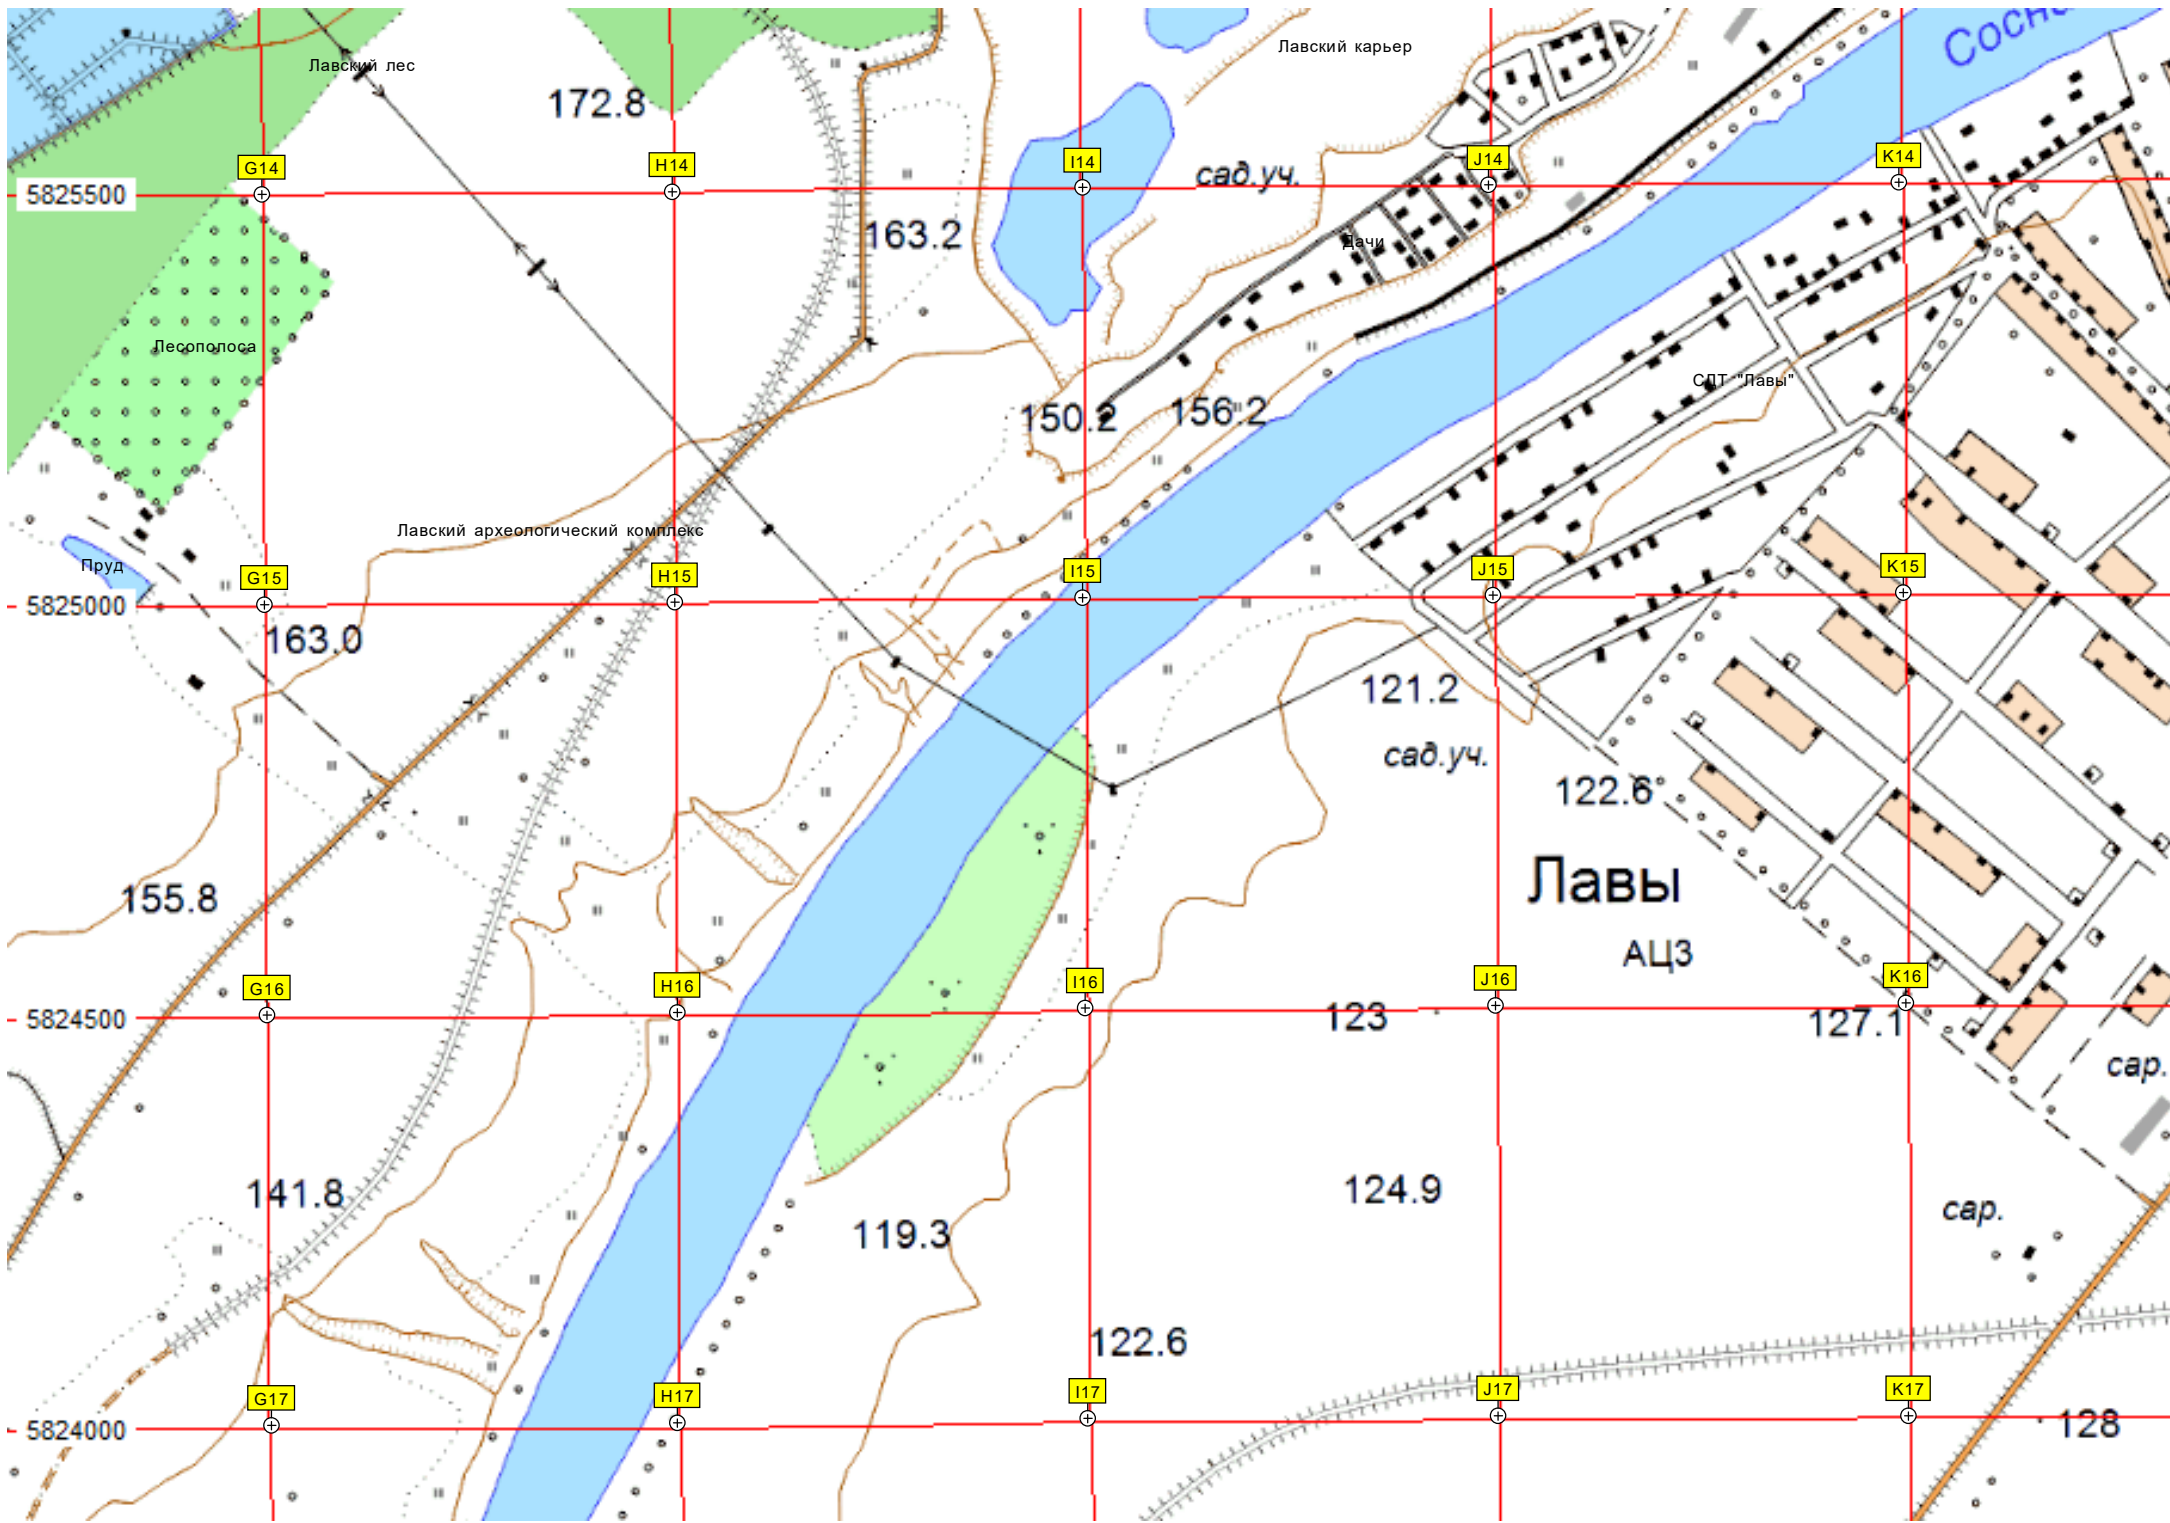 Сосн
Лавский карьер
Лавский лес
172.8
G14
H14
I14
J14
K14
сад.уч.
5825500
163.2
Дачи
Лесополоса
СДТ "Лавы"
150.2
156.2
Лавский археологический комплекс
Пруд
G15
H15
I15
J15
K15
5825000
163.0
121.2
сад.уч.
122.6
155.8
Лавы
АЦЗ
G16
H16
I16
J16
K16
5824500
123
127.1
сар.
141.8
124.9
119.3
сар.
122.6
G17
H17
I17
J17
K17
5824000
128